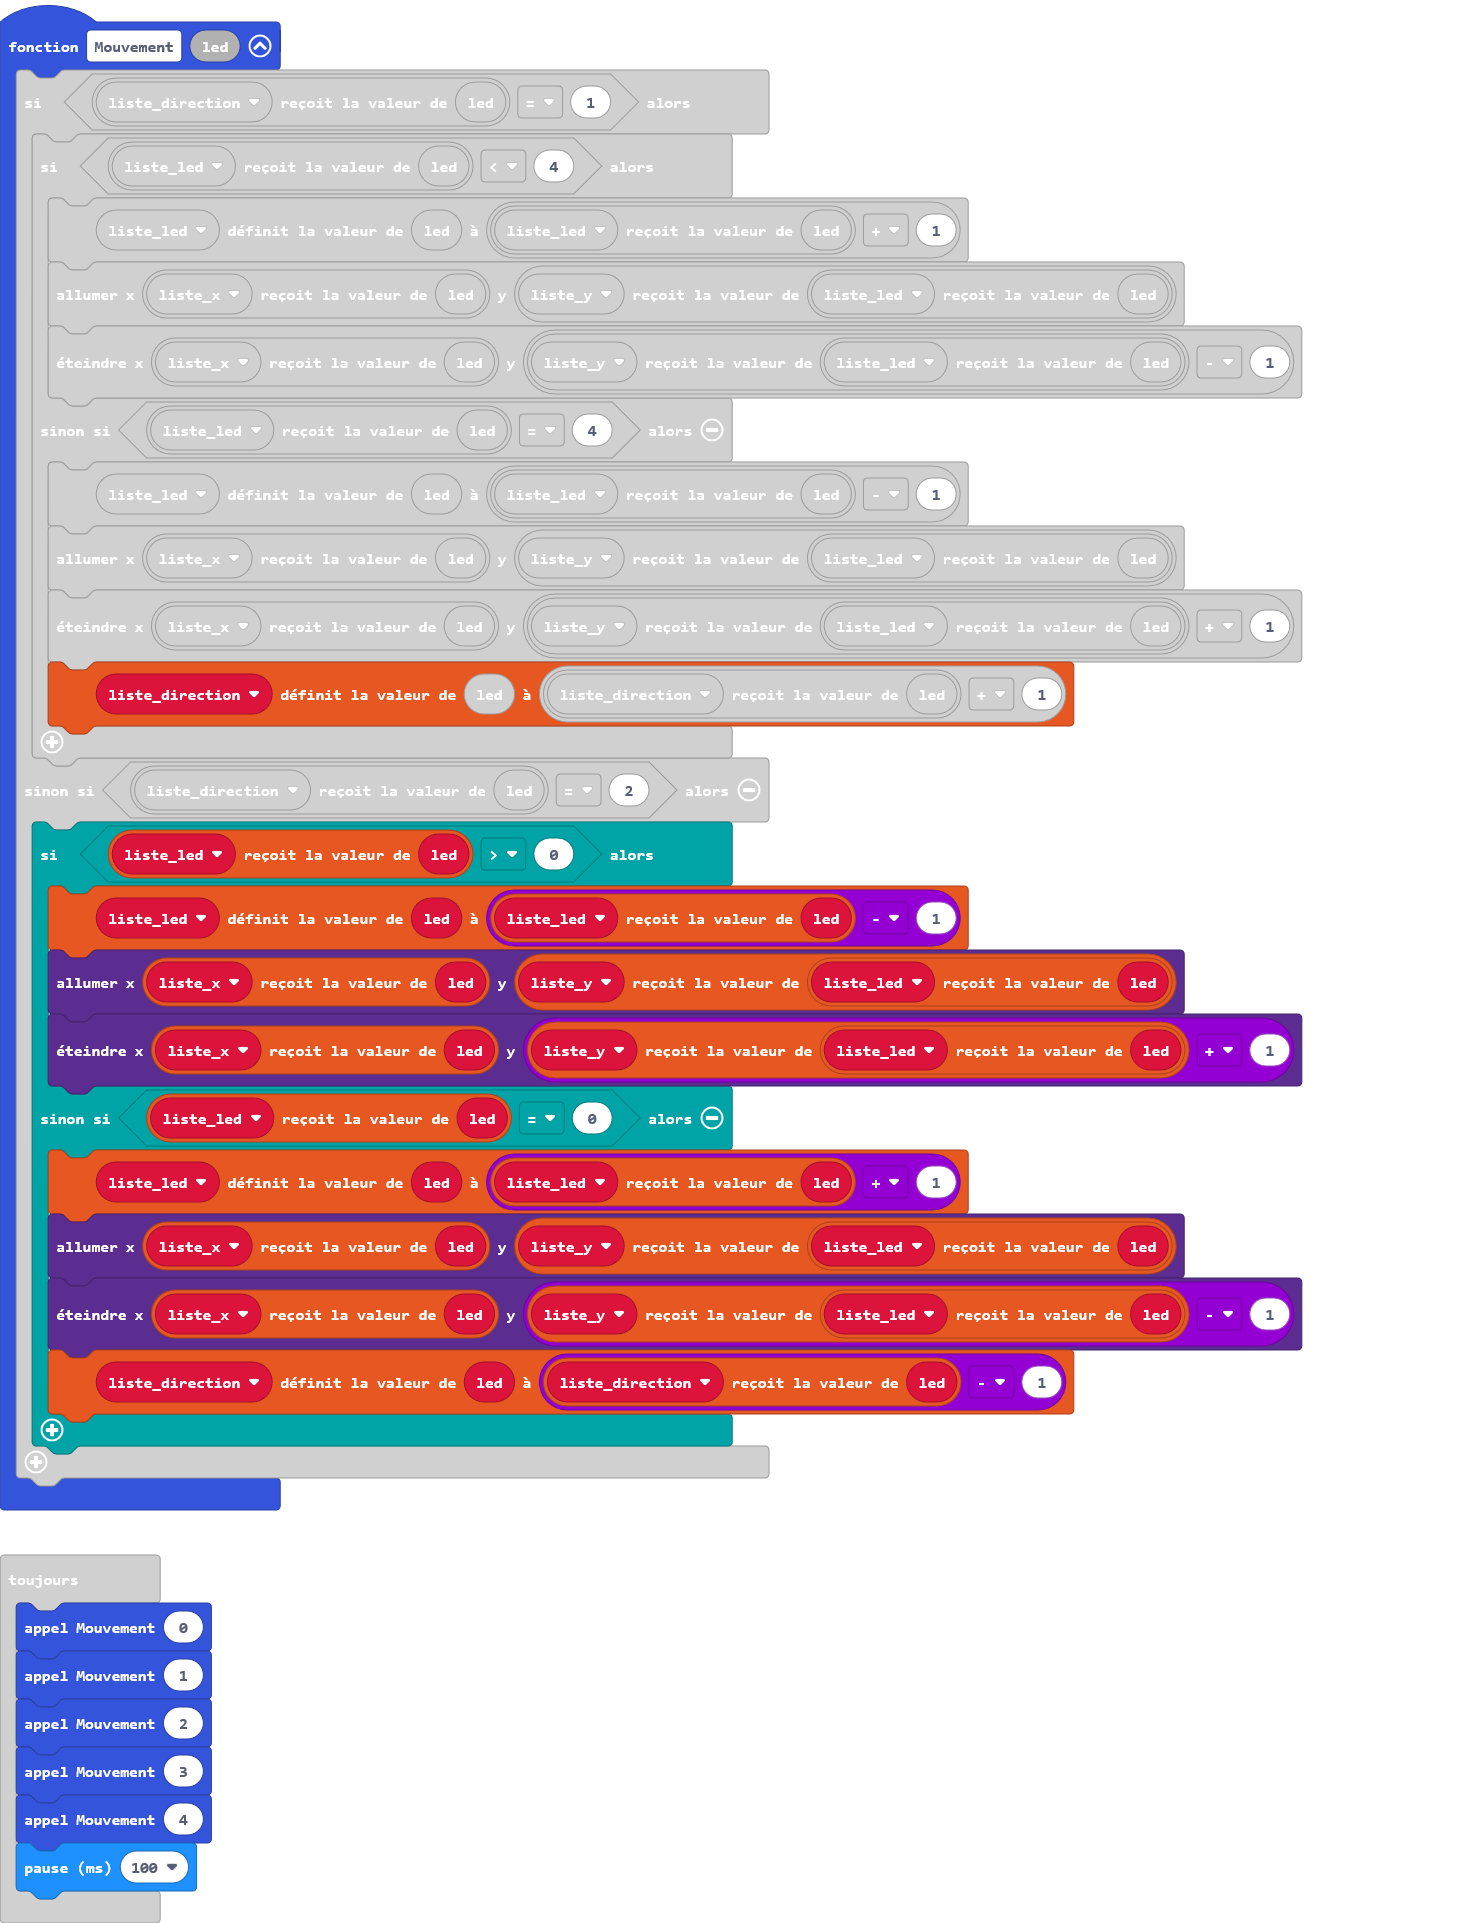 fonction Mouvement led
si liste_direction reçoit la valeur de led = 1 alors
si liste_led reçoit la valeur de led < 4 alors
liste_led définit la valeur de led à liste_led reçoit la valeur de led + 1
allumer x liste_x reçoit la valeur de led y liste_y reçoit la valeur de liste_led reçoit la valeur de led
éteindre x liste_x reçoit la valeur de led y liste_y reçoit la valeur de liste_led reçoit la valeur de led - 1
sinon si liste_led reçoit la valeur de led = 4 alors
liste_led définit la valeur de led à liste_led reçoit la valeur de led - 1
allumer x liste_x reçoit la valeur de led y liste_y reçoit la valeur de liste_led reçoit la valeur de led
éteindre x liste_x reçoit la valeur de led y liste_y reçoit la valeur de liste_led reçoit la valeur de led + 1
liste_direction définit la valeur de led à liste_direction reçoit la valeur de led + 1
sinon si liste_direction reçoit la valeur de led = 2 alors
si liste_led reçoit la valeur de led > 0 alors
liste_led définit la valeur de led à liste_led reçoit la valeur de led - 1
allumer x liste_x reçoit la valeur de led y liste_y reçoit la valeur de liste_led reçoit la valeur de led
éteindre x liste_x reçoit la valeur de led y liste_y reçoit la valeur de liste_led reçoit la valeur de led + 1
sinon si liste_led reçoit la valeur de led = 0 alors
liste_led définit la valeur de led à liste_led reçoit la valeur de led + 1
allumer x liste_x reçoit la valeur de led y liste_y reçoit la valeur de liste_led reçoit la valeur de led
éteindre x liste_x reçoit la valeur de led y liste_y reçoit la valeur de liste_led reçoit la valeur de led - 1
liste_direction définit la valeur de led à liste_direction reçoit la valeur de led - 1
toujours
appel Mouvement 0
appel Mouvement 1
appel Mouvement 2
appel Mouvement 3
appel Mouvement 4
pause (ms) 100